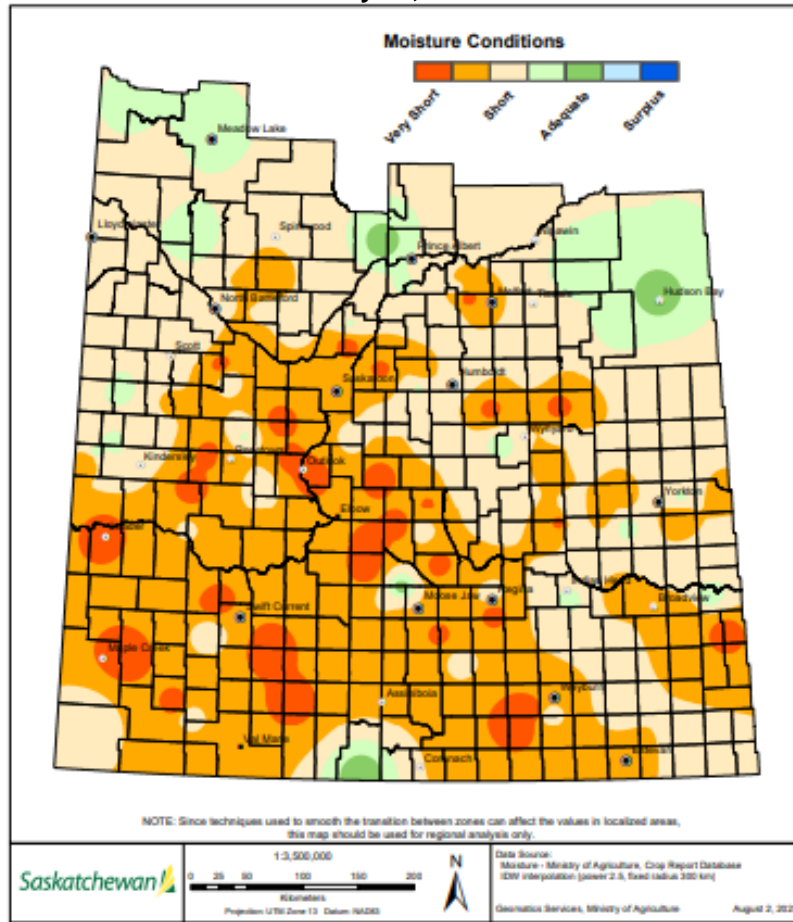 Moisture Conditions
Very Short
Short
Adequate
Surplus
Meadow Lake
Lloydminster
Spiritwood
Prince Albert
Nipawin
North Battleford
Melfort
Tisdale
Hudson Bay
Scott
Saskatoon
Humboldt
Wynyard
Kindersley
Rosetown
Outlook
Elbow
Yorkton
Leader
Indian Head
Moose Jaw
Regina
Broadview
Swift Current
Maple Creek
Assiniboia
Weyburn
Val Marie
Coronach
Estevan
NOTE: Since techniques used to smooth the transition between zones can affect the values in localized areas,
this map should be used for regional analysis only.
Saskatchewan
1:3,500,000
0 25 50 100 150 200
Kilometers
Projection: UTM Zone 13 Datum: NAD83
N
Data Source:
Moisture - Ministry of Agriculture, Crop Report Database
IDW interpolation (power 2.5, fixed radius 300 km)
Geomatics Services, Ministry of Agriculture
August 2, 202